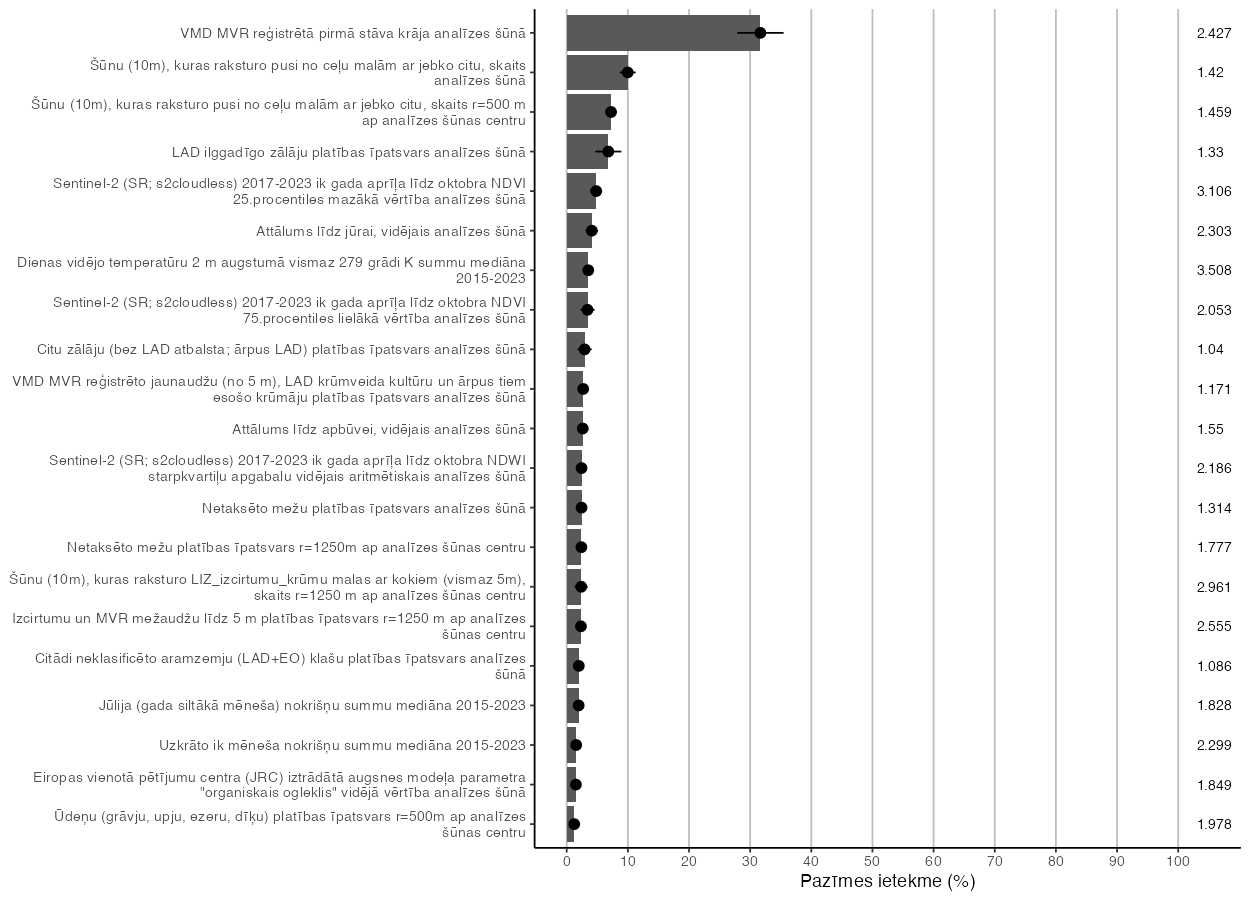 VMD MVR reģistrētā pirmā stāva krāja analīzes šūnā
2.427
Šūnu (10m), kuras raksturo pusi no ceļu malām ar jebko citu, skaits
analīzes šūnā
1.42
Šūnu (10m), kuras raksturo pusi no ceļu malām ar jebko citu, skaits r=500 m
ap analīzes šūnas centru
1.459
LAD ilggadīgo zālāju platības īpatsvars analīzes šūnā
1.33
Sentinel-2 (SR; s2cloudless) 2017-2023 ik gada aprīļa līdz oktobra NDVI
25.procentiles mazākā vērtība analīzes šūnā
3.106
Attālums līdz jūrai, vidējais analīzes šūnā
2.303
Dienas vidējo temperatūru 2 m augstumā vismaz 279 grādi K summu mediāna
2015-2023
3.508
Sentinel-2 (SR; s2cloudless) 2017-2023 ik gada aprīļa līdz oktobra NDVI
75.procentiles lielākā vērtība analīzes šūnā
2.053
Citu zālāju (bez LAD atbalsta; ārpus LAD) platības īpatsvars analīzes šūnā
1.04
VMD MVR reģistrēto jaunaudžu (no 5 m), LAD krūmveida kultūru un ārpus tiem
esošo krūmāju platības īpatsvars analīzes šūnā
1.171
Attālums līdz apbūvei, vidējais analīzes šūnā
1.55
Sentinel-2 (SR; s2cloudless) 2017-2023 ik gada aprīļa līdz oktobra NDWI
starpkvartiļu apgabalu vidējais aritmētiskais analīzes šūnā
2.186
Netaksēto mežu platības īpatsvars analīzes šūnā
1.314
Netaksēto mežu platības īpatsvars r=1250m ap analīzes šūnas centru
1.777
Šūnu (10m), kuras raksturo LIZ_izcirtumu_krūmu malas ar kokiem (vismaz 5m),
skaits r=1250 m ap analīzes šūnas centru
2.961
Izcirtumu un MVR mežaudžu līdz 5 m platības īpatsvars r=1250 m ap analīzes
šūnas centru
2.555
Citādi neklasificēto aramzemju (LAD+EO) klašu platības īpatsvars analīzes
šūnā
1.086
Jūlija (gada siltākā mēneša) nokrišņu summu mediāna 2015-2023
1.828
Uzkrāto ik mēneša nokrišņu summu mediāna 2015-2023
2.299
Eiropas vienotā pētījumu centra (JRC) iztrādātā augsnes modeļa parametra
"organiskais ogleklis" vidējā vērtība analīzes šūnā
1.849
Ūdeņu (grāvju, upju, ezeru, dīķu) platības īpatsvars r=500m ap analīzes
šūnas centru
1.978
0 10 20 30 40 50 60 70 80 90 100
Pazīmes ietekme (%)